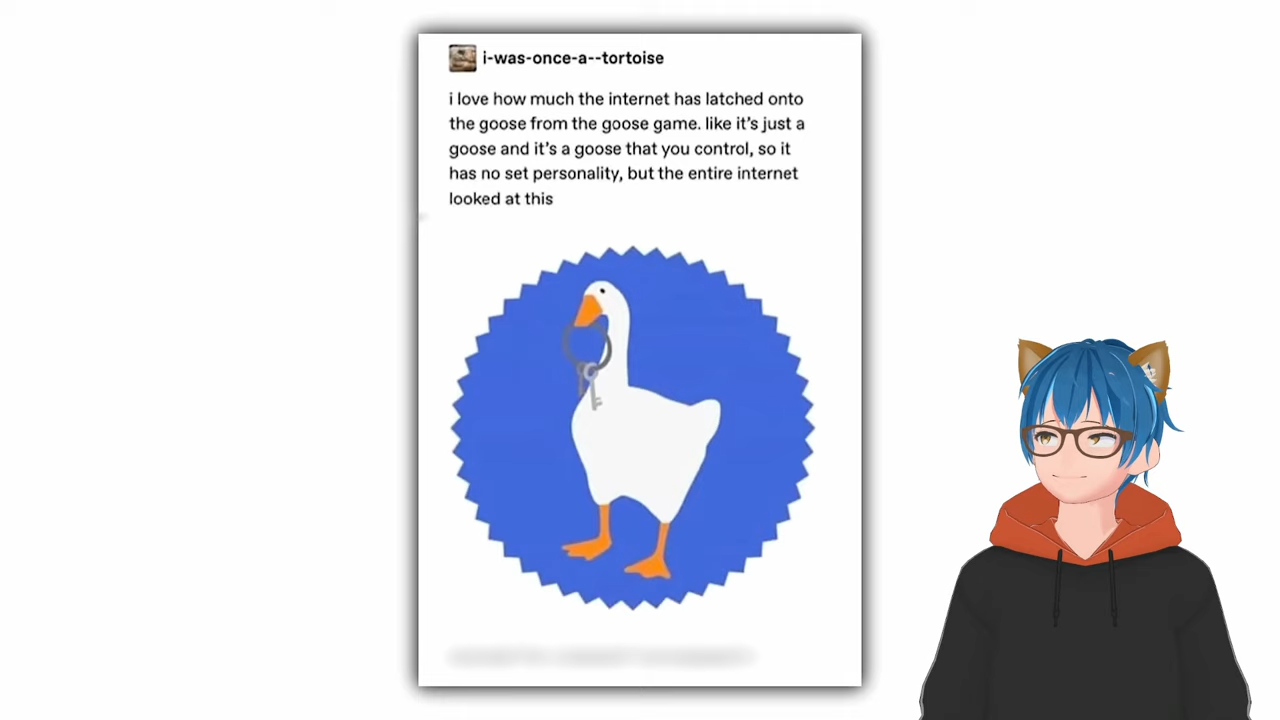 i-was-once-a--tortoise
i love how much the internet has latched onto
the goose from the goose game. like it's just a
goose and it's a goose that you control, so it
has no set personality, but the entire internet
looked at this